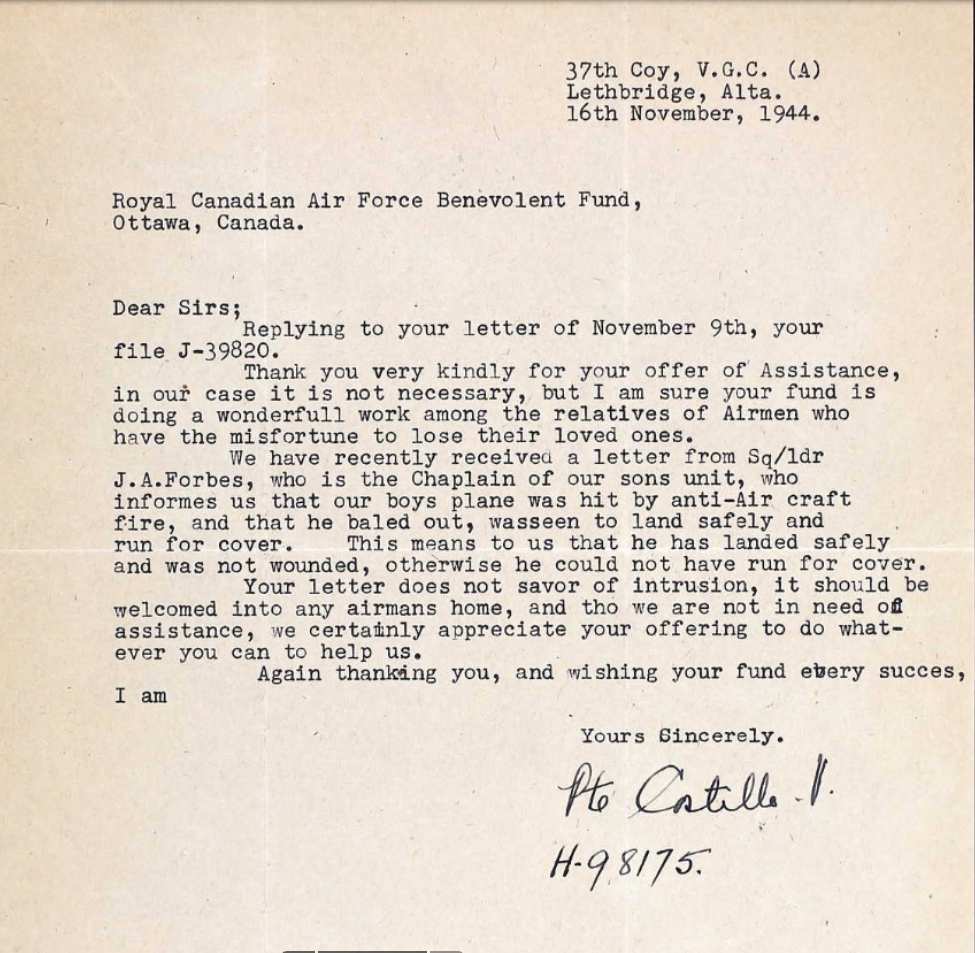 37th Coy, V.G.C. (A)
Lethbridge, Alta.
16th November, 1944.
Royal Canadian Air Force Benevolent Fund,
Ottawa, Canada.
Dear Sirs;
Replying to your letter of November 9th, your
file J-39820.
Thank you very kindly for your offer of Assistance,
in our case it is not necessary, but I am sure your fund is
doing a wonderfull work among the relatives of Airmen who
have the misfortune to lose their loved ones.
We have recently received a letter from Sq/ldr
J.A.Forbes, who is the Chaplain of our sons unit, who
informes us that our boys plane was hit by anti-Air craft
fire, and that he baled out, wasseen to land safely and
run for cover. This means to us that he has landed safely
and was not wounded, otherwise he could not have run for cover.
Your letter does not savor of intrusion, it should be
welcomed into any airmans home, and tho we are not in need of
assistance, we certainly appreciate your offering to do what-
ever you can to help us.
Again thanking you, and wishing your fund every succes,
I am
Yours Sincerely.
Pte Costillo. V.
H-98175.